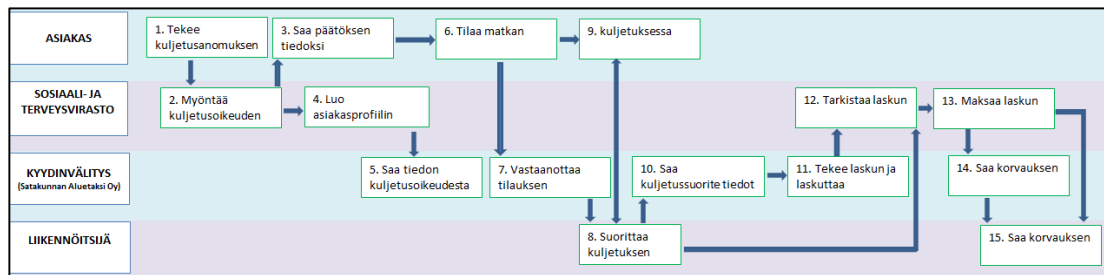 ASIAKAS
1. Tekee
kuljetusanomuksen
3. Saa päätöksen
tiedoksi
6. Tilaa matkan
9. kuljetuksessa
SOSIAALI- JA
TERVEYSVIRASTO
2. Myöntää
kuljetusoikeuden
4. Luo
asiakasprofiilin
12. Tarkistaa laskun
13. Maksaa laskun
KYYDINVÄLITYS
(Satakunnan Aluetaksi Oy)
5. Saa tiedon
kuljetusoikeudesta
7. Vastaanottaa
tilauksen
10. Saa
kuljetussuorite tiedot
11. Tekee laskun ja
laskuttaa
14. Saa korvauksen
LIIKENNÖITSIJÄ
8. Suorittaa
kuljetuksen
15. Saa korvauksen